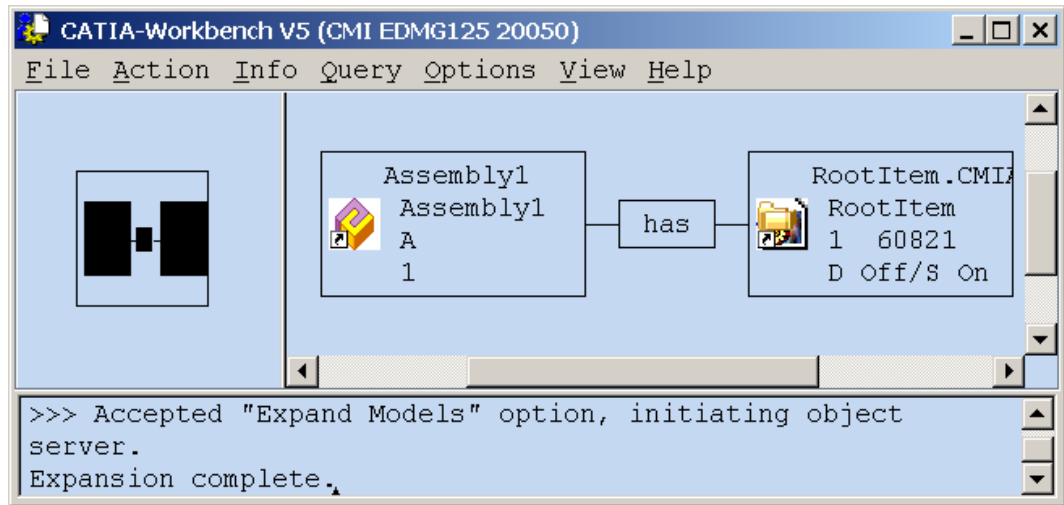 CATIA-Workbench V5 (CMI EDMG125 20050)
File Action Info Query Options View Help
Assembly1
Assembly1
A
1
has
RootItem.CMI
RootItem
1 60821
D Off/S On
>>> Accepted "Expand Models" option, initiating object
server.
Expansion complete.